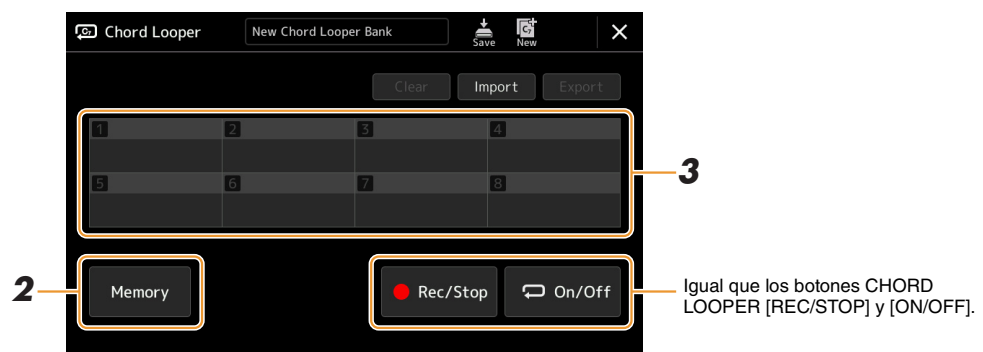 Chord Looper
New Chord Looper Bank
Save
New
Clear
Import
Export
1
2
3
4
5
6
7
8
3
2
Memory
Rec/Stop
On/Off
Igual que los botones CHORD
LOOPER [REC/STOP] y [ON/OFF].